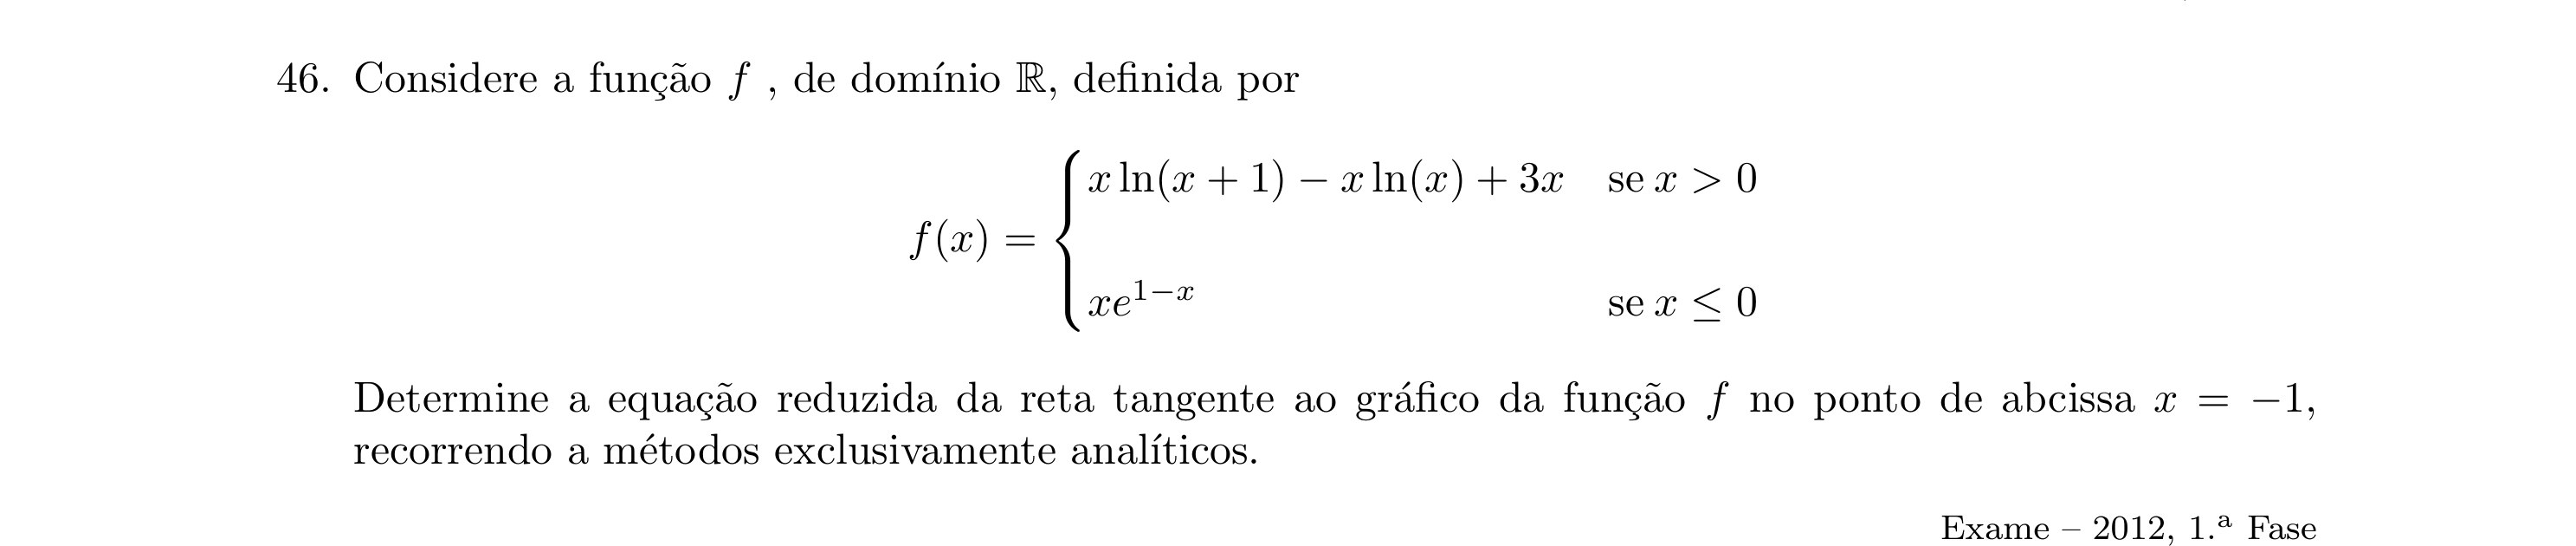 46. Considere a função f , de domínio ℝ, definida por
x ln(x + 1) − x ln(x) + 3x se x > 0
f(x) = {
xe^{1−x} se x ≤ 0
Determine a equação reduzida da reta tangente ao gráfico da função f no ponto de abcissa x = −1,
recorrendo a métodos exclusivamente analíticos.
Exame – 2012, 1.ª Fase